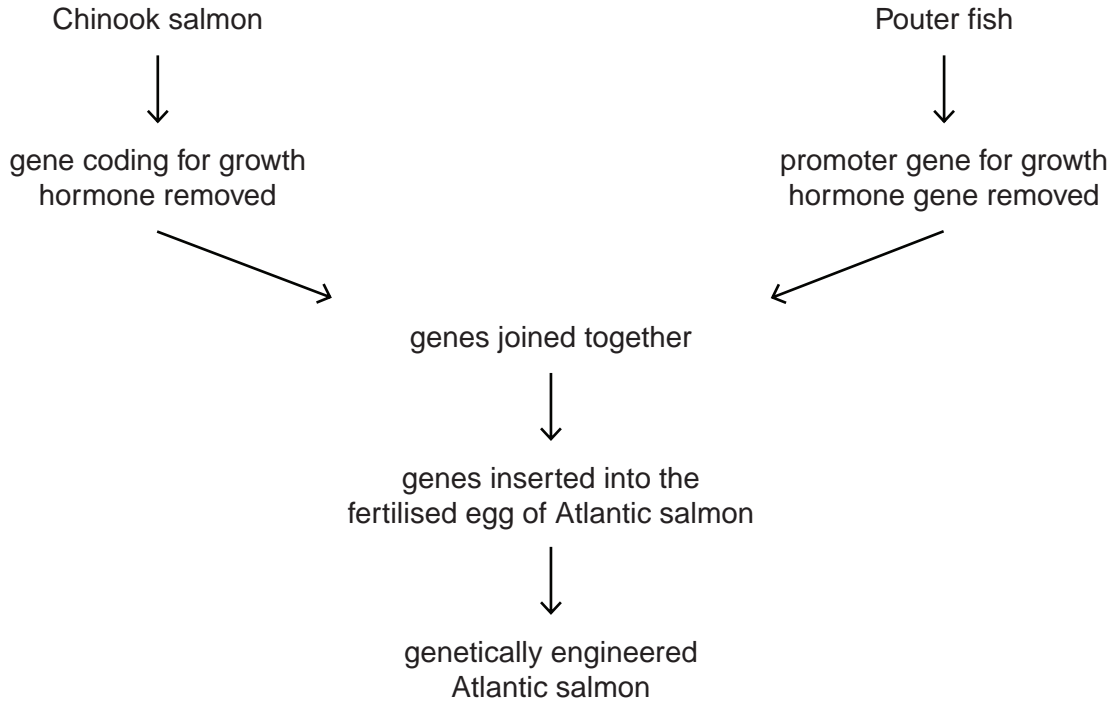 Chinook salmon
Pouter fish
gene coding for growth
hormone removed
promoter gene for growth
hormone gene removed
genes joined together
genes inserted into the
fertilised egg of Atlantic salmon
genetically engineered
Atlantic salmon